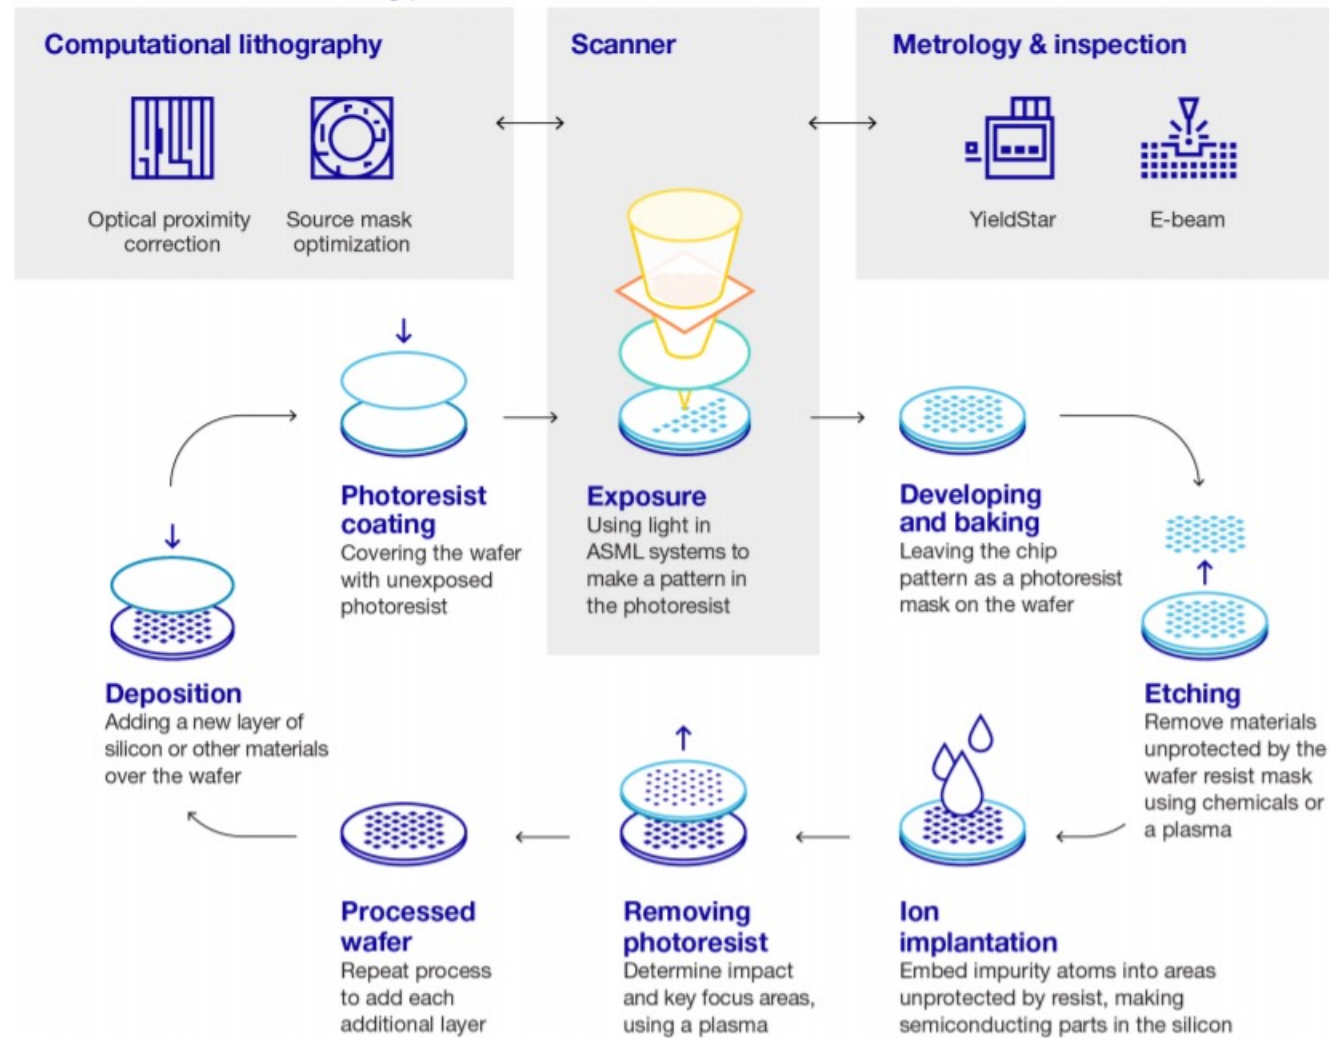 Computational lithography
Scanner
Metrology & inspection
Optical proximity
correction
Source mask
optimization
YieldStar
E-beam
Photoresist
coating
Covering the wafer
with unexposed
photoresist
Exposure
Using light in
ASML systems to
make a pattern in
the photoresist
Developing
and baking
Leaving the chip
pattern as a photoresist
mask on the wafer
Deposition
Adding a new layer of
silicon or other materials
over the wafer
Etching
Remove materials
unprotected by the
wafer resist mask
using chemicals or
a plasma
Processed
wafer
Repeat process
to add each
additional layer
Removing
photoresist
Determine impact
and key focus areas,
using a plasma
Ion
implantation
Embed impurity atoms into areas
unprotected by resist, making
semiconducting parts in the silicon